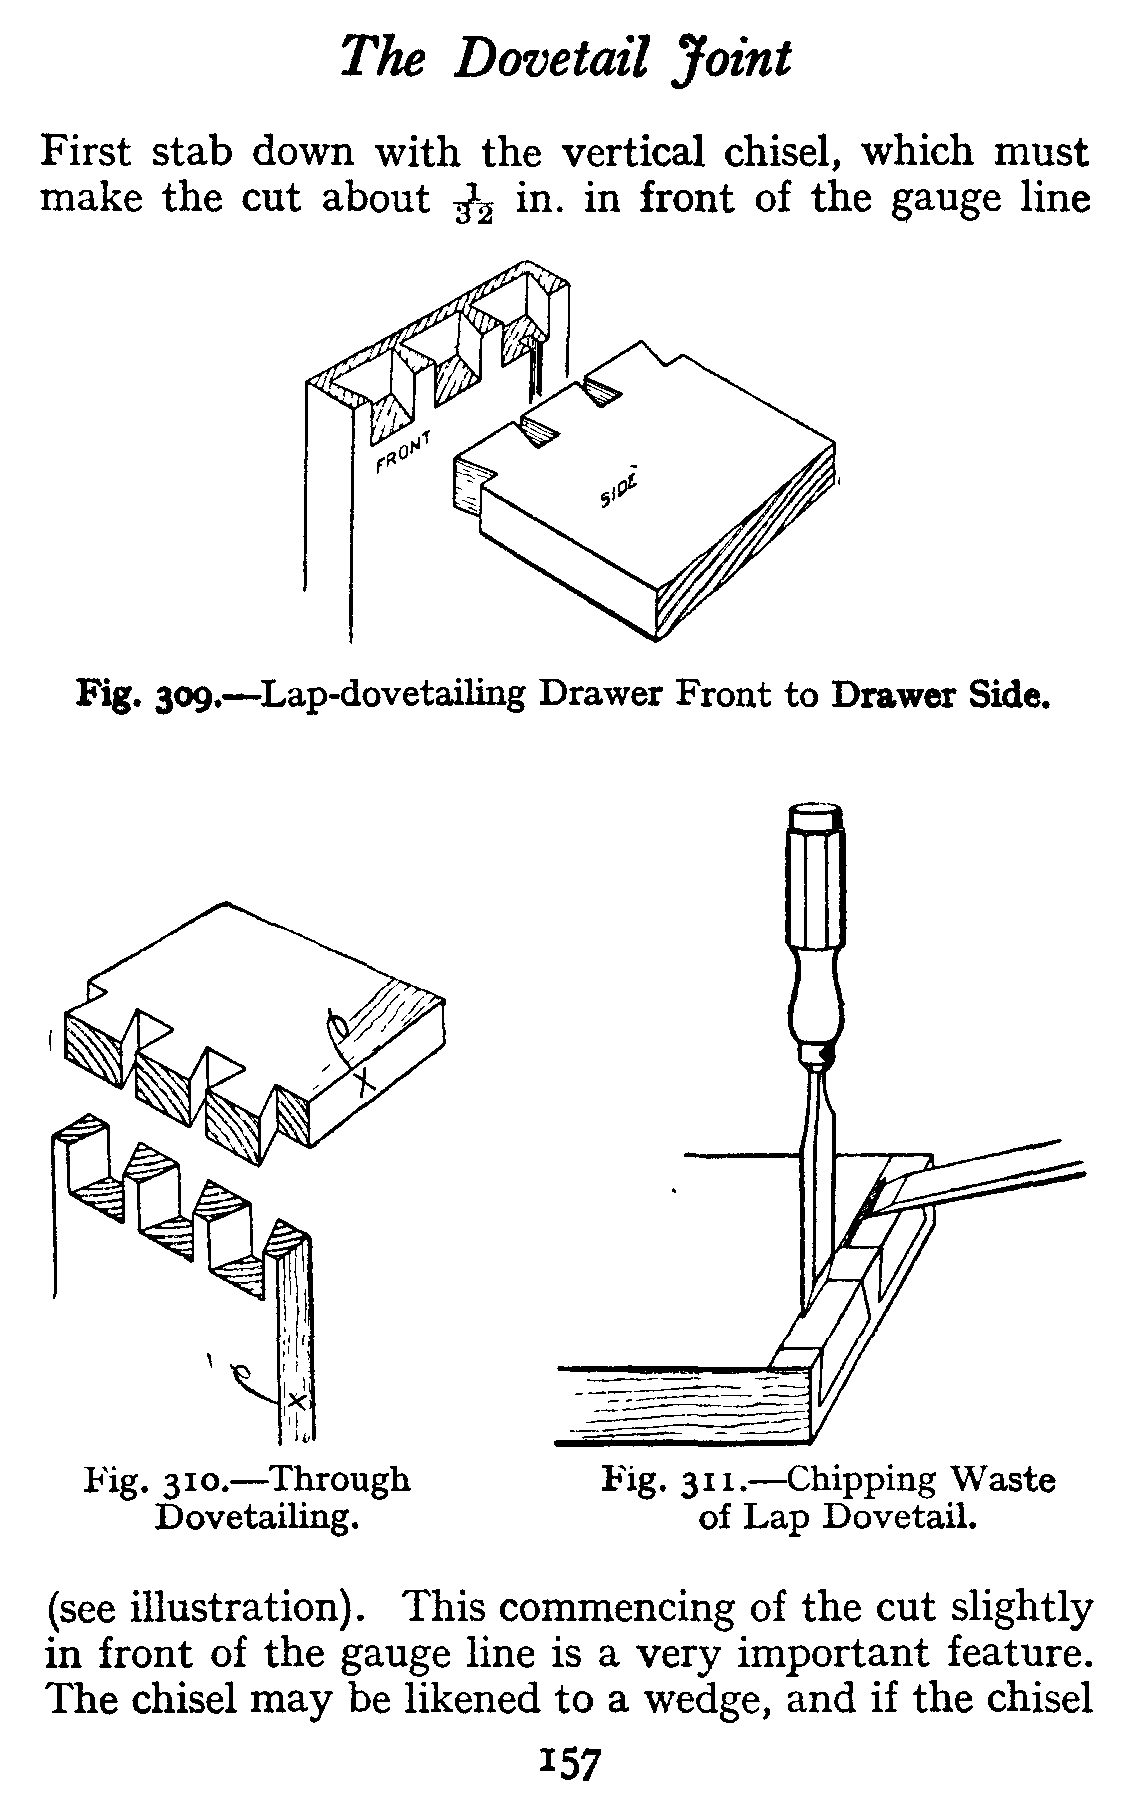 The Dovetail Joint
First stab down with the vertical chisel, which must
make the cut about 1/32 in. in front of the gauge line
FRONT
SIDE
Fig. 309.—Lap-dovetailing Drawer Front to Drawer Side.
X
X
Fig. 310.—Through
Dovetailing.
Fig. 311.—Chipping Waste
of Lap Dovetail.
(see illustration). This commencing of the cut slightly
in front of the gauge line is a very important feature.
The chisel may be likened to a wedge, and if the chisel
157